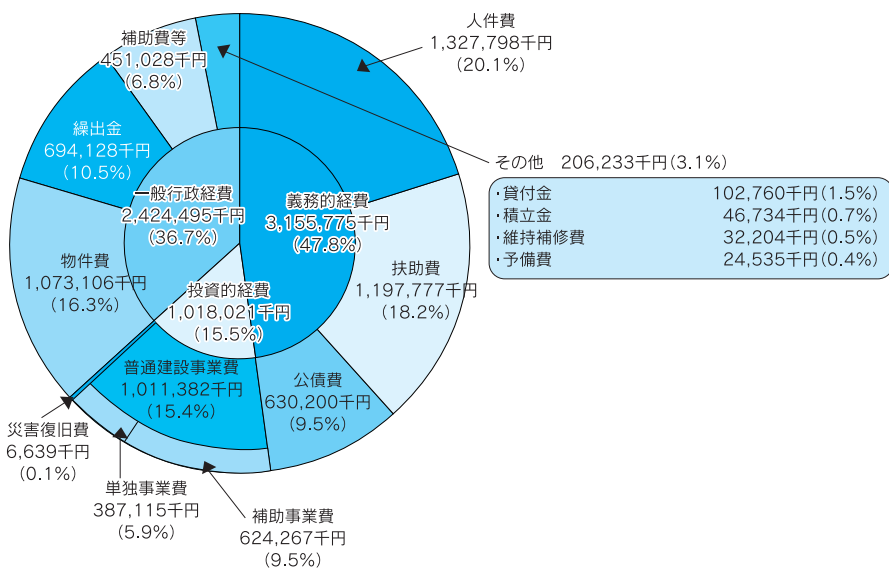 人件費
1,327,798千円
(20.1%)
補助費等
451,028千円
(6.8%)
繰出金
694,128千円
(10.5%)
その他 206,233千円(3.1%)
・貸付金 102,760千円(1.5%)
・積立金 46,734千円(0.7%)
・維持補修費 32,204千円(0.5%)
・予備費 24,535千円(0.4%)
一般行政経費
2,424,495千円
(36.7%)
義務的経費
3,155,775千円
(47.8%)
物件費
1,073,106千円
(16.3%)
投資的経費
1,018,021千円
(15.5%)
扶助費
1,197,777千円
(18.2%)
普通建設事業費
1,011,382千円
(15.4%)
公債費
630,200千円
(9.5%)
災害復旧費
6,639千円
(0.1%)
単独事業費
387,115千円
(5.9%)
補助事業費
624,267千円
(9.5%)